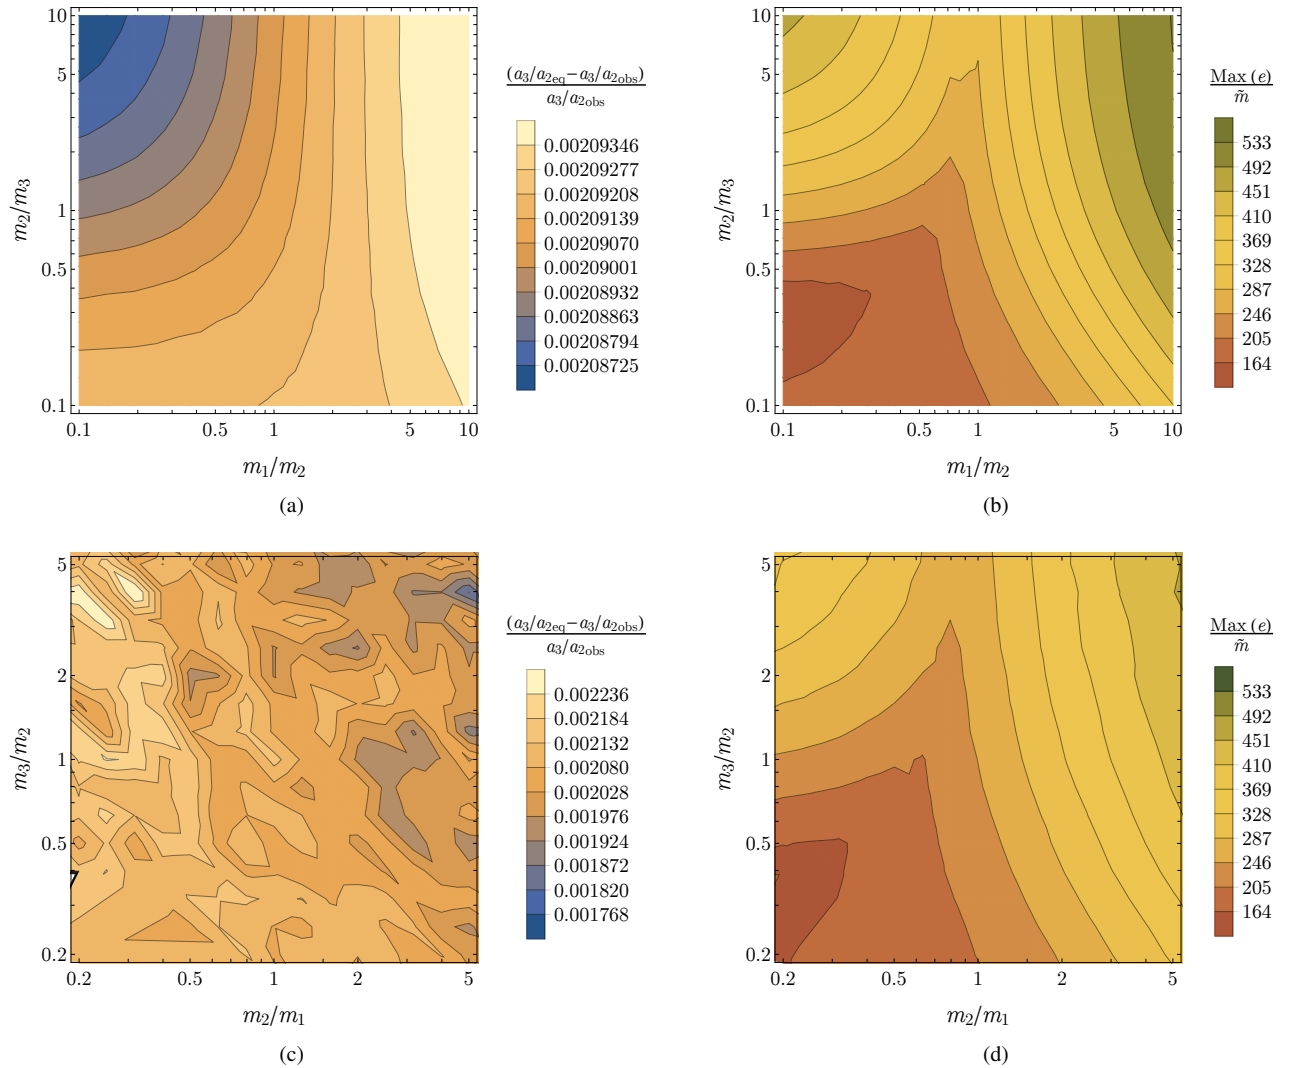 10
5
1
0.5
0.1
m₂/m₃
0.1 0.5 1 5 10
m₁/m₂
(a₃/a₂eq−a₃/a₂obs)
a₃/a₂obs
0.00209346
0.00209277
0.00209208
0.00209139
0.00209070
0.00209001
0.00208932
0.00208863
0.00208794
0.00208725
(a)
10
5
1
0.5
0.1
m₂/m₃
0.1 0.5 1 5 10
m₁/m₂
Max (e)
m̃
533
492
451
410
369
328
287
246
205
164
(b)
5
2
1
0.5
0.2
m₃/m₂
0.2 0.5 1 2 5
m₂/m₁
(a₃/a₂eq−a₃/a₂obs)
a₃/a₂obs
0.002236
0.002184
0.002132
0.002080
0.002028
0.001976
0.001924
0.001872
0.001820
0.001768
(c)
5
2
1
0.5
0.2
m₃/m₂
0.2 0.5 1 2 5
m₂/m₁
Max (e)
m̃
533
492
451
410
369
328
287
246
205
164
(d)